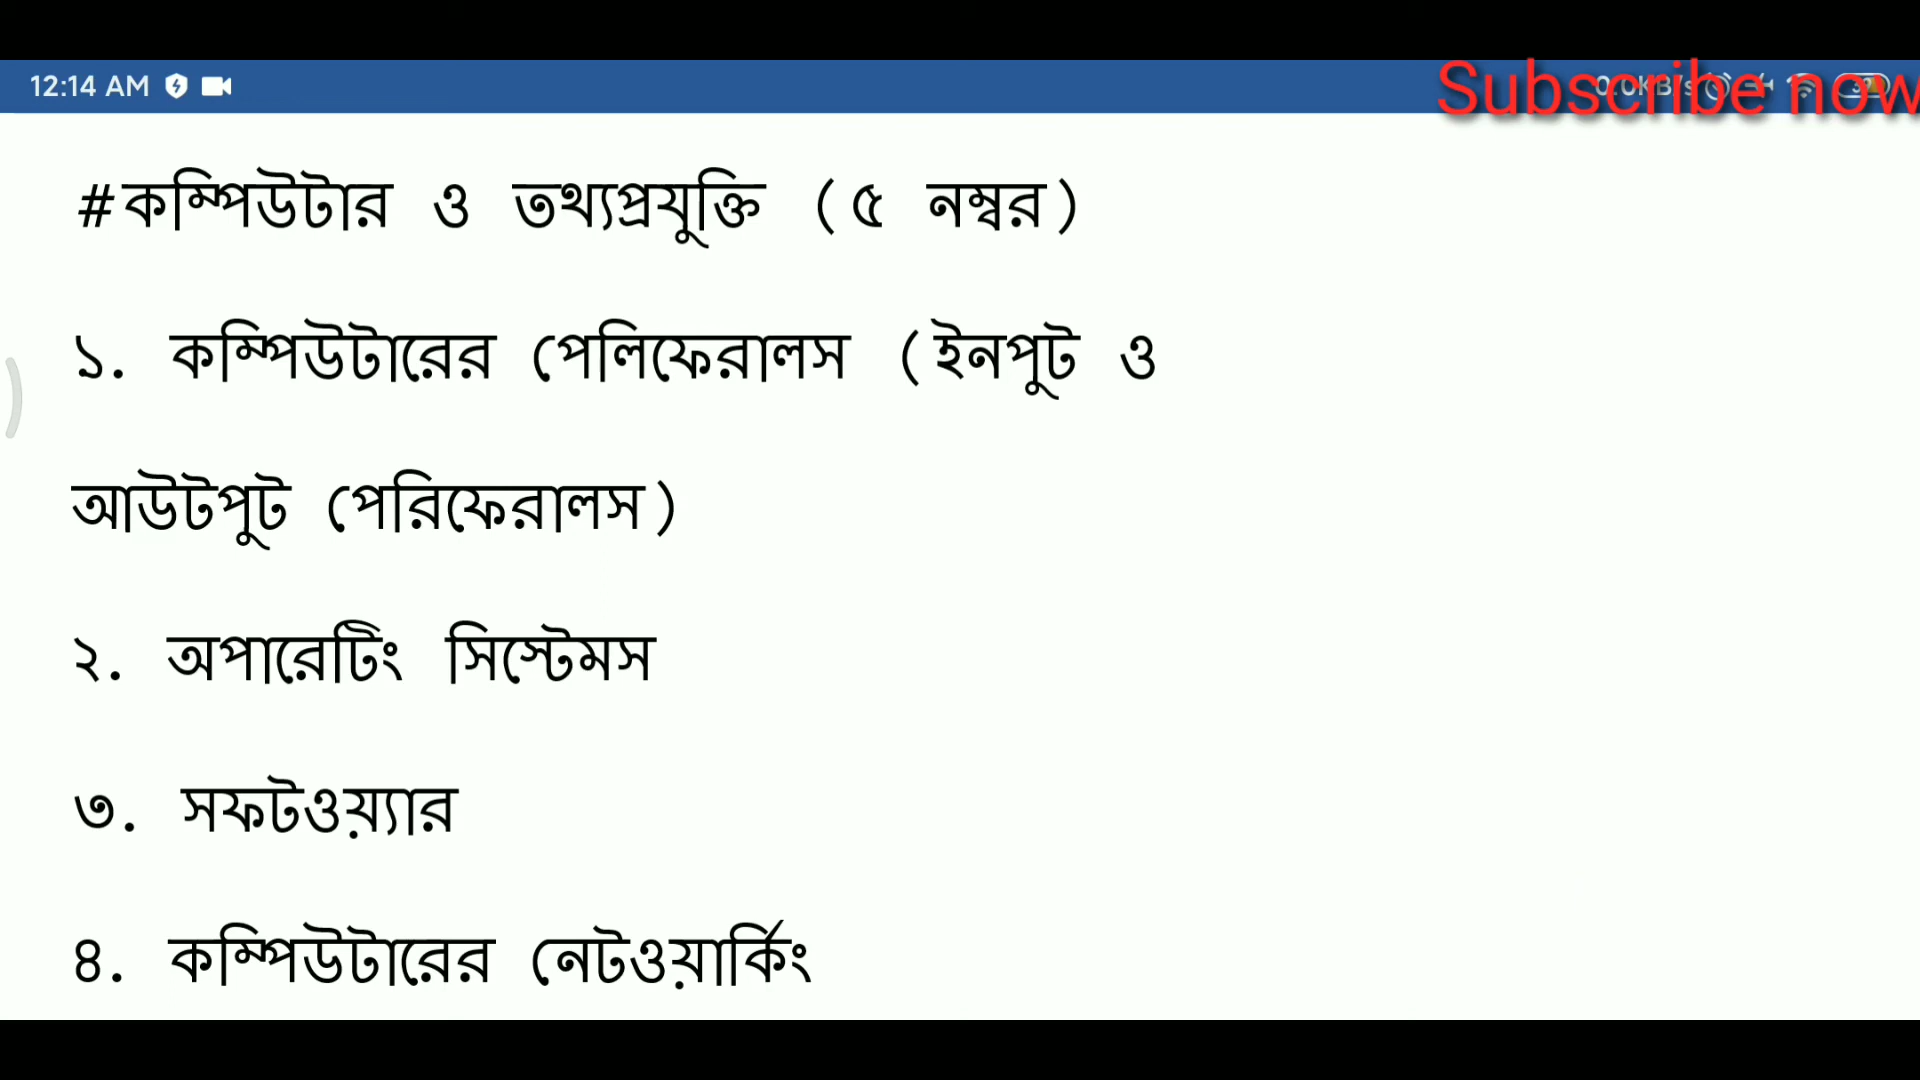 12:14 AM
Subscribe now
#কম্পিউটার ও তথ্যপ্রযুক্তি (৫ নম্বর)
১. কম্পিউটারের পেলিফেরালস (ইনপুট ও
আউটপুট পেরিফেরালস)
২. অপারেটিং সিস্টেমস
৩. সফটওয়্যার
৪. কম্পিউটারের নেটওয়ার্কিং